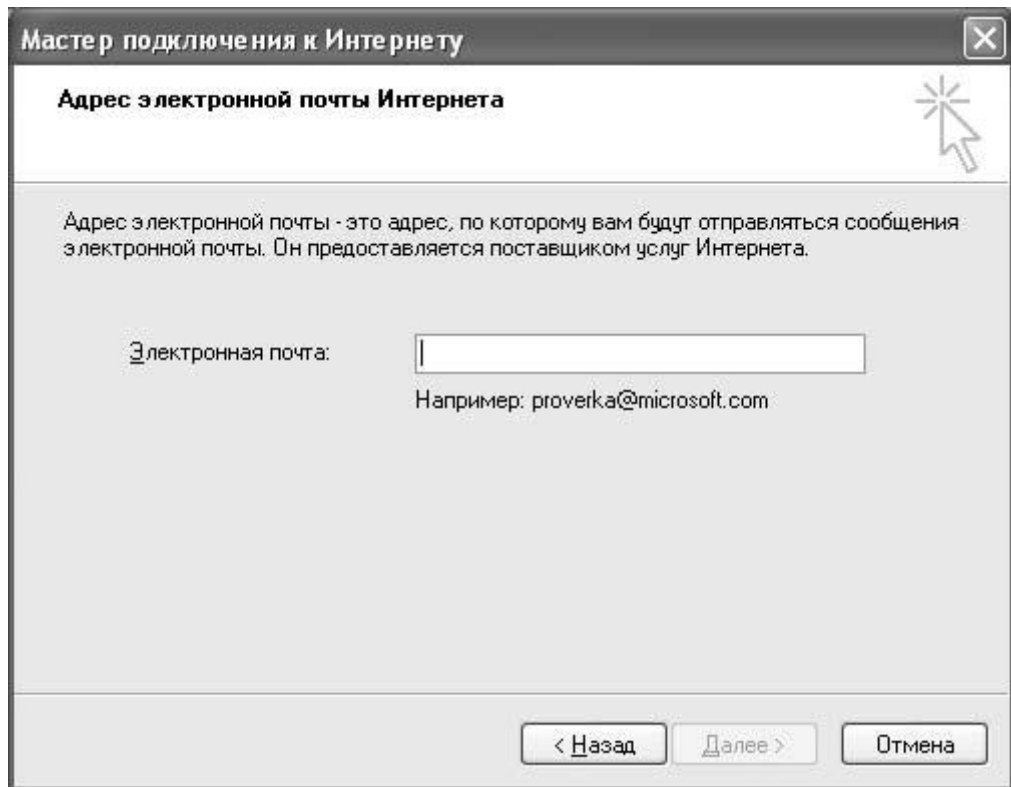 Мастер подключения к Интернету
Адрес электронной почты Интернета
Адрес электронной почты - это адрес, по которому вам будут отправляться сообщения
электронной почты. Он предоставляется поставщиком услуг Интернета.
Электронная почта:
Например: proverka@microsoft.com
< Назад Далее > Отмена